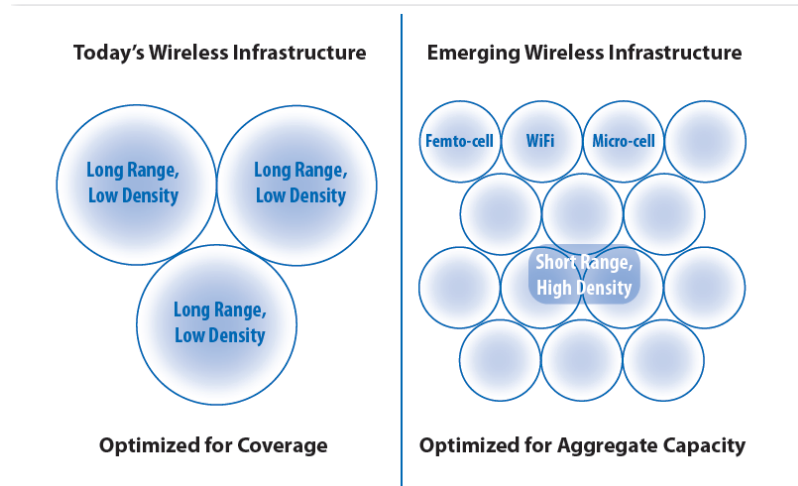 Today's Wireless Infrastructure
Long Range,
Low Density
Long Range,
Low Density
Long Range,
Low Density
Optimized for Coverage
Emerging Wireless Infrastructure
Femto-cell
WiFi
Micro-cell
Short Range,
High Density
Optimized for Aggregate Capacity